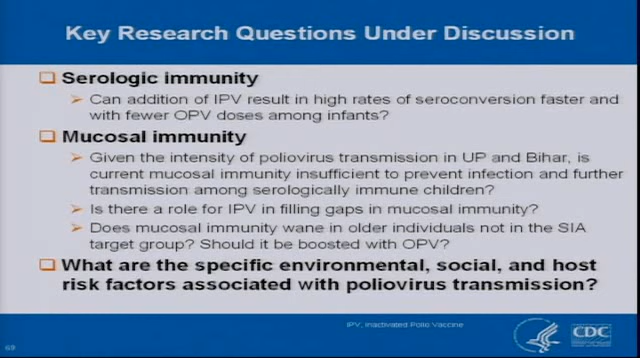 Key Research Questions Under Discussion
Serologic immunity
Can addition of IPV result in high rates of seroconversion faster and
with fewer OPV doses among infants?
Mucosal immunity
Given the intensity of poliovirus transmission in UP and Bihar, is
current mucosal immunity insufficient to prevent infection and further
transmission among serologically immune children?
Is there a role for IPV in filling gaps in mucosal immunity?
Does mucosal immunity wane in older individuals not in the SIA
target group? Should it be boosted with OPV?
What are the specific environmental, social, and host
risk factors associated with poliovirus transmission?
IPV, inactivated Polio Vaccine
CDC
69